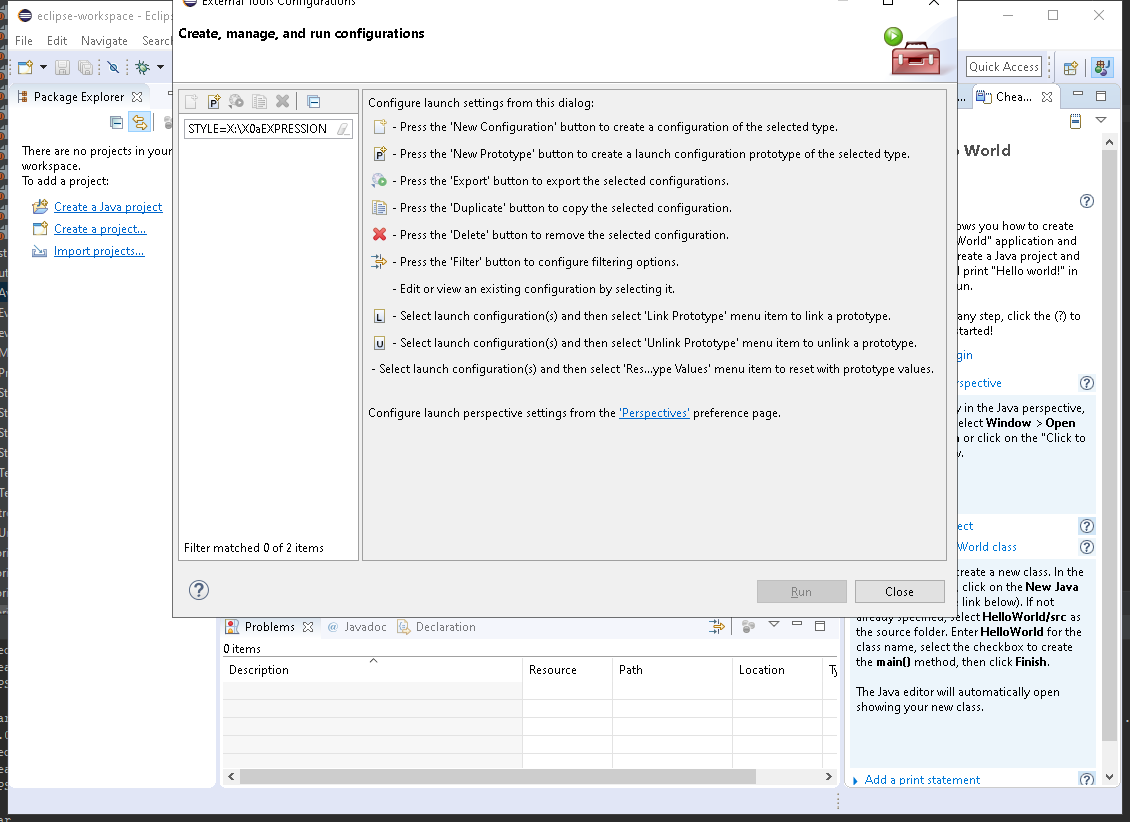 eclipse-workspace - Eclip
External Tools Configurations
File Edit Navigate Search
Create, manage, and run configurations
Quick Access
Package Explorer
Chea...
STYLE=X:\X0aEXPRESSION
Configure launch settings from this dialog:
- Press the 'New Configuration' button to create a configuration of the selected type.
- Press the 'New Prototype' button to create a launch configuration prototype of the selected type.
- Press the 'Export' button to export the selected configurations.
- Press the 'Duplicate' button to copy the selected configuration.
- Press the 'Delete' button to remove the selected configuration.
- Press the 'Filter' button to configure filtering options.
- Edit or view an existing configuration by selecting it.
L - Select launch configuration(s) and then select 'Link Prototype' menu item to link a prototype.
U - Select launch configuration(s) and then select 'Unlink Prototype' menu item to unlink a prototype.
- Select launch configuration(s) and then select 'Res...ype Values' menu item to reset with prototype values.
Configure launch perspective settings from the 'Perspectives' preference page.
Filter matched 0 of 2 items
Run
Close
There are no projects in your
workspace.
To add a project:
Create a Java project
Create a project...
Import projects...
World
ows you how to create
World" application and
reate a Java project and
print "Hello world!" in
un.
any step, click the (?) to
started!
gin
rspective
y in the Java perspective,
elect Window > Open
or click on the "Click to
w.
ect
World class
create a new class. In the
, click on the New Java
link below). If not
already specified, select HelloWorld/src as
the source folder. Enter HelloWorld for the
class name, select the checkbox to create
the main() method, then click Finish.
The Java editor will automatically open
showing your new class.
Add a print statement
Problems
@ Javadoc
Declaration
0 items
Description Resource Path Location Ty